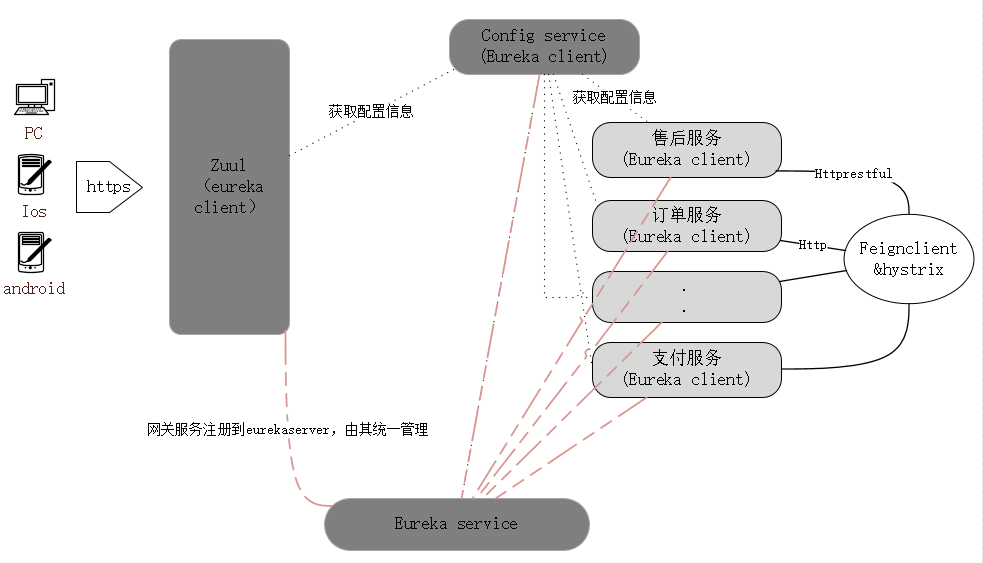 Config service
(Eureka client)
获取配置信息
获取配置信息
PC
售后服务
(Eureka client)
Zuul
（eureka
client）
https
Httprestful
Ios
订单服务
(Eureka client)
Http
Feignclient
&hystrix
android
.
.
支付服务
(Eureka client)
网关服务注册到eurekaserver，由其统一管理
Eureka service